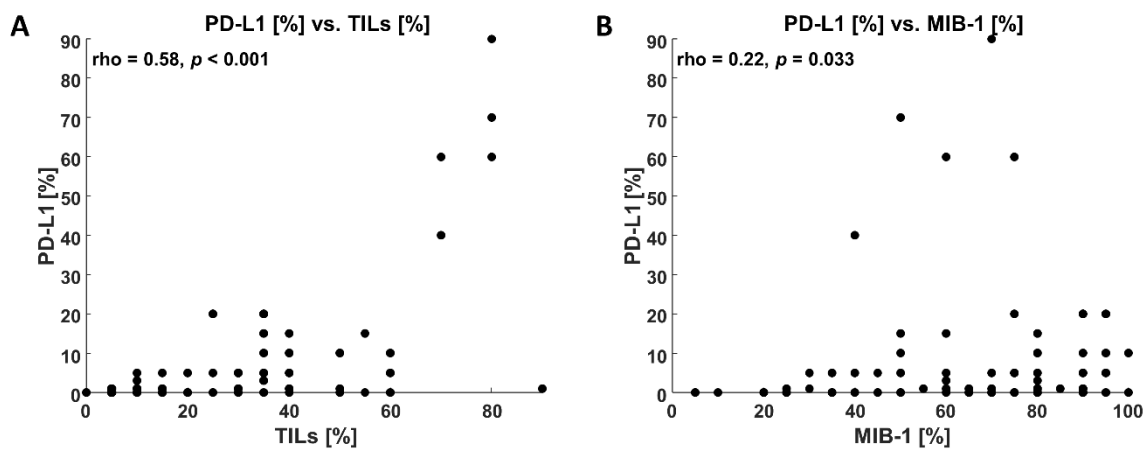 A
PD-L1 [%] vs. TILs [%]
rho = 0.58, p < 0.001
PD-L1 [%]
90
80
70
60
50
40
30
20
10
0
0 20 40 60 80
TILs [%]
B
PD-L1 [%] vs. MIB-1 [%]
rho = 0.22, p = 0.033
PD-L1 [%]
90
80
70
60
50
40
30
20
10
0
0 20 40 60 80 100
MIB-1 [%]